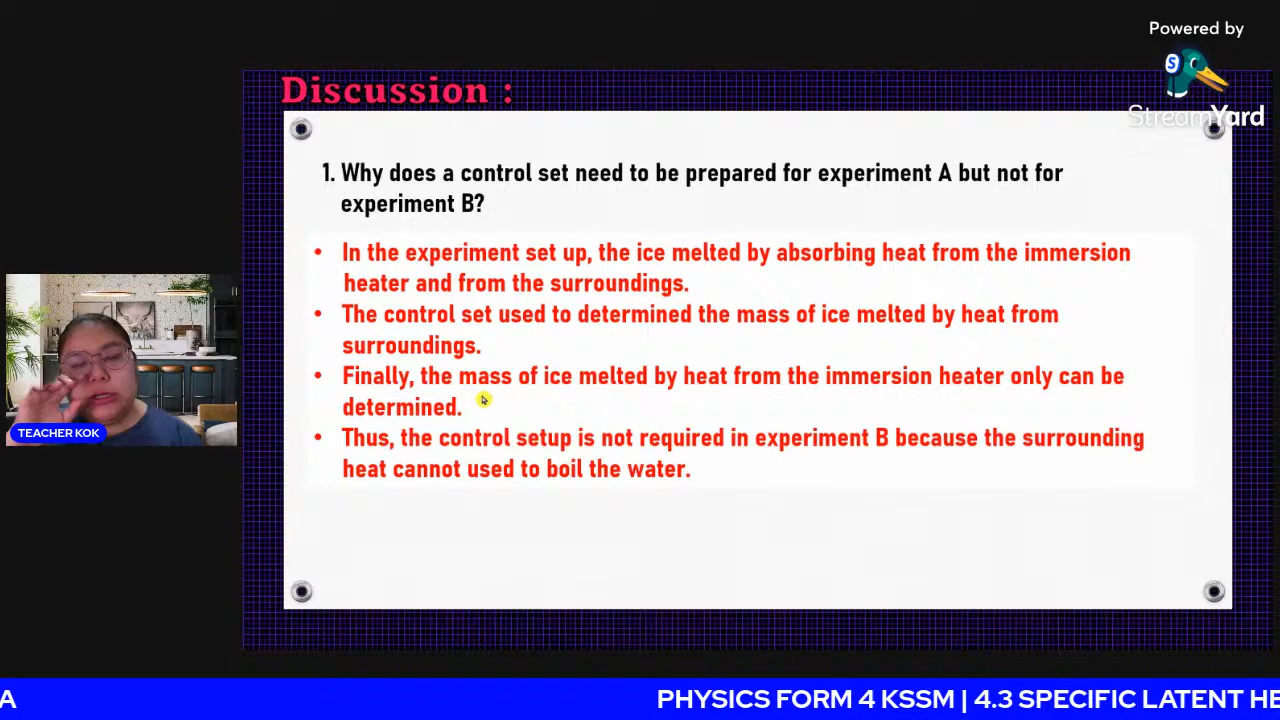 Powered by
S
StreamYard
Discussion :
1. Why does a control set need to be prepared for experiment A but not for
experiment B?
• In the experiment set up, the ice melted by absorbing heat from the immersion
heater and from the surroundings.
• The control set used to determined the mass of ice melted by heat from
surroundings.
• Finally, the mass of ice melted by heat from the immersion heater only can be
determined.
• Thus, the control setup is not required in experiment B because the surrounding
heat cannot used to boil the water.
TEACHER KOK
A
PHYSICS FORM 4 KSSM | 4.3 SPECIFIC LATENT HE